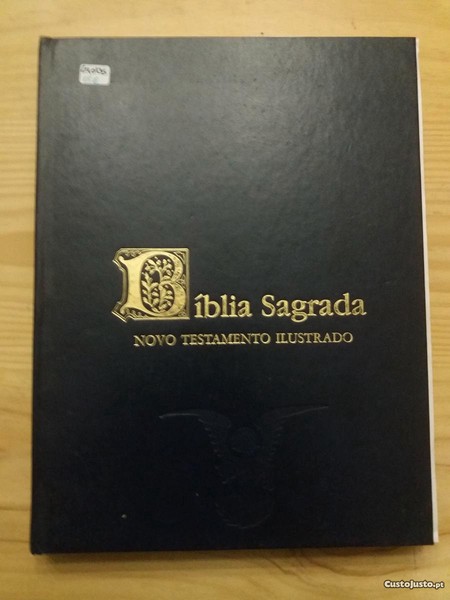 Bíblia Sagrada
NOVO TESTAMENTO ILUSTRADO
CustoJusto.pt